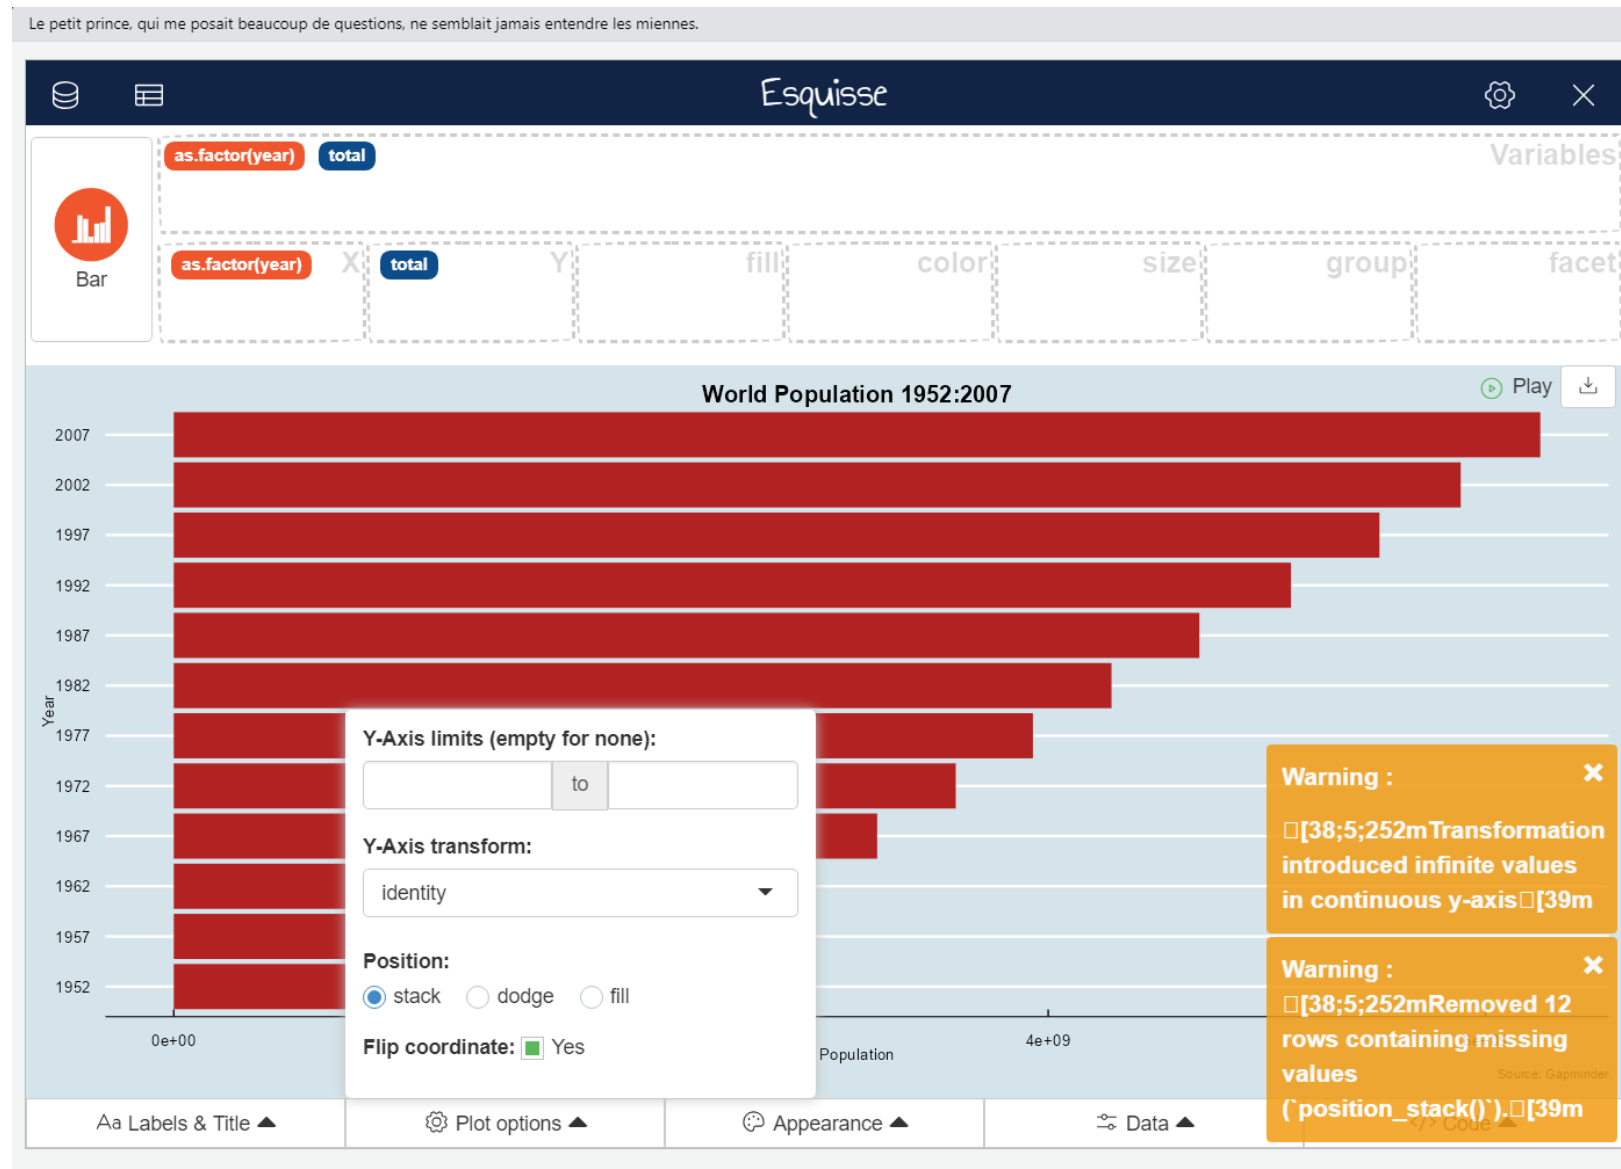 Le petit prince, qui me posait beaucoup de questions, ne semblait jamais entendre les miennes.
Esquisse
Bar
as.factor(year) total Variables
as.factor(year) X total Y fill color size group facet
World Population 1952:2007
Play
2007
2002
1997
1992
1987
1982
1977
1972
1967
1962
1957
1952
Year
0e+00 4e+09
Population
Source: Gapminder
Y-Axis limits (empty for none):
to
Y-Axis transform:
identity
Position:
stack dodge fill
Flip coordinate: Yes
Warning :
[38;5;252mTransformation
introduced infinite values
in continuous y-axis[39m
Warning :
[38;5;252mRemoved 12
rows containing missing
values
(`position_stack()`).[39m
Aa Labels & Title Plot options Appearance Data </> Code